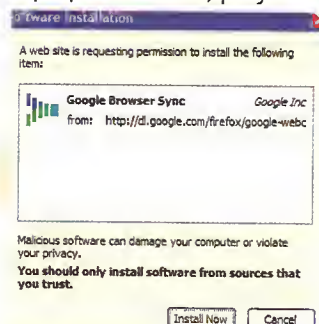 Software Installation
A web site is requesting permission to install the following
item:
Google Browser Sync Google Inc
from: http://dl.google.com/firefox/google-webc
Malicious software can damage your computer or violate
your privacy.
You should only install software from sources that
you trust.
Install Now Cancel